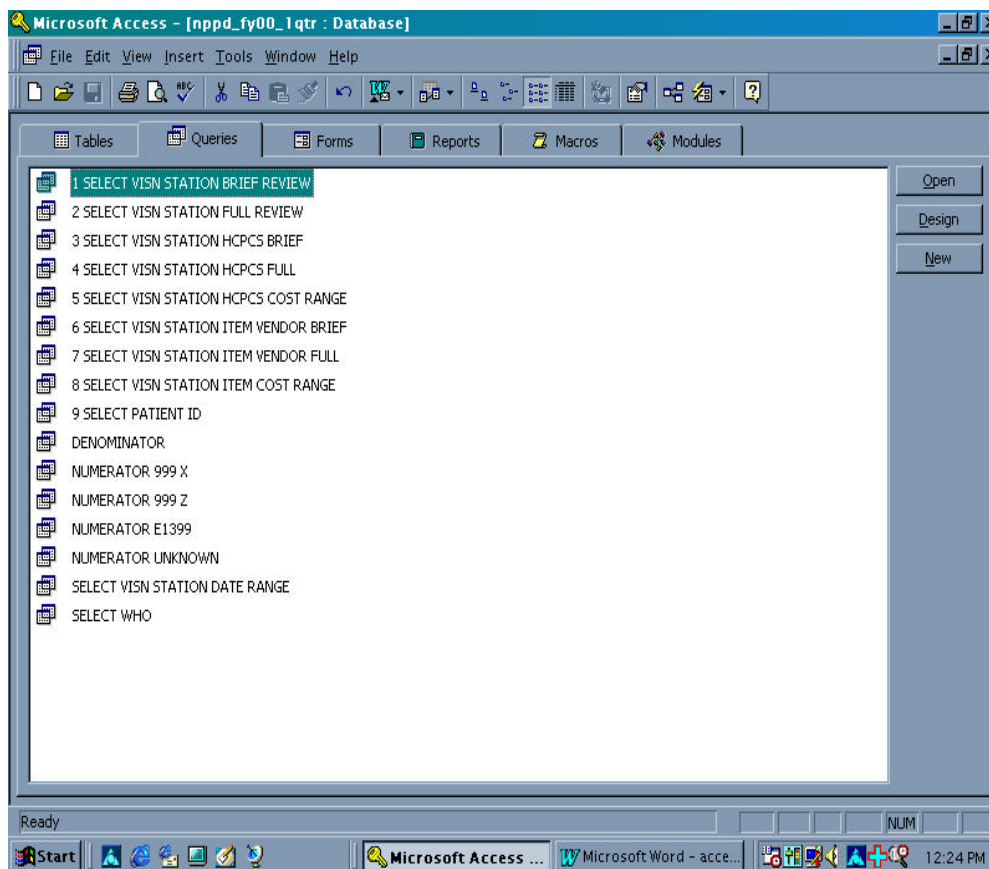 Microsoft Access - [nppd_fy00_1qtr : Database]
File Edit View Insert Tools Window Help
Tables Queries Forms Reports Macros Modules
1 SELECT VISN STATION BRIEF REVIEW
Open
2 SELECT VISN STATION FULL REVIEW
Design
3 SELECT VISN STATION HCPCS BRIEF
New
4 SELECT VISN STATION HCPCS FULL
5 SELECT VISN STATION HCPCS COST RANGE
6 SELECT VISN STATION ITEM VENDOR BRIEF
7 SELECT VISN STATION ITEM VENDOR FULL
8 SELECT VISN STATION ITEM COST RANGE
9 SELECT PATIENT ID
DENOMINATOR
NUMERATOR 999 X
NUMERATOR 999 Z
NUMERATOR E1399
NUMERATOR UNKNOWN
SELECT VISN STATION DATE RANGE
SELECT WHO
Ready NUM
Start Microsoft Access ... Microsoft Word - acce... 12:24 PM